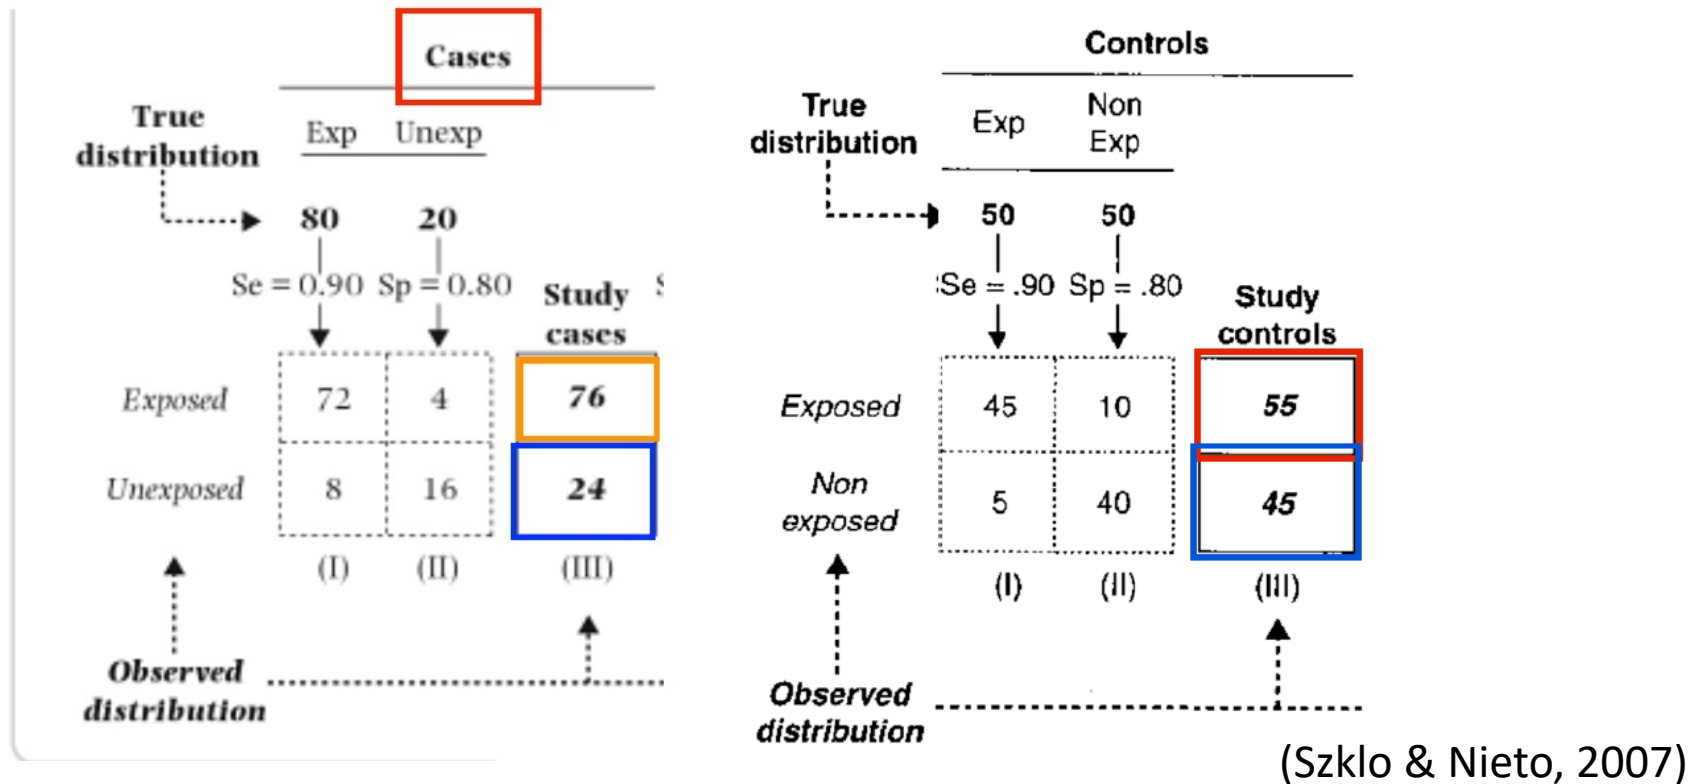 Cases
True
distribution
Exp Unexp
80 20
Se = 0.90 Sp = 0.80
Study
cases
Exposed 72 4 76
Unexposed 8 16 24
(I) (II) (III)
Observed
distribution
Controls
True
distribution
Exp
Non
Exp
50 50
Se = .90 Sp = .80
Study
controls
Exposed 45 10 55
Non
exposed
5 40 45
(I) (II) (III)
Observed
distribution
(Szklo & Nieto, 2007)